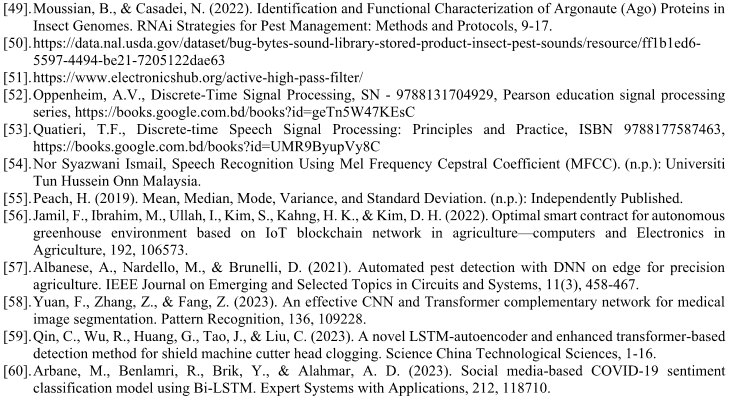 [49]. Moussian, B., & Casadei, N. (2022). Identification and Functional Characterization of Argonaute (Ago) Proteins in
Insect Genomes. RNAi Strategies for Pest Management: Methods and Protocols, 9-17.
[50]. https://data.nal.usda.gov/dataset/bug-bytes-sound-library-stored-product-insect-pest-sounds/resource/ff1b1ed6-
5597-4494-be21-7205122dae63
[51]. https://www.electronicshub.org/active-high-pass-filter/
[52]. Oppenheim, A.V., Discrete-Time Signal Processing, SN - 9788131704929, Pearson education signal processing
series, https://books.google.com.bd/books?id=geTn5W47KEsC
[53]. Quatieri, T.F., Discrete-time Speech Signal Processing: Principles and Practice, ISBN 9788177587463,
https://books.google.com.bd/books?id=UMR9ByupVy8C
[54]. Nor Syazwani Ismail, Speech Recognition Using Mel Frequency Cepstral Coefficient (MFCC). (n.p.): Universiti
Tun Hussein Onn Malaysia.
[55]. Peach, H. (2019). Mean, Median, Mode, Variance, and Standard Deviation. (n.p.): Independently Published.
[56]. Jamil, F., Ibrahim, M., Ullah, I., Kim, S., Kahng, H. K., & Kim, D. H. (2022). Optimal smart contract for autonomous
greenhouse environment based on IoT blockchain network in agriculture—computers and Electronics in
Agriculture, 192, 106573.
[57]. Albanese, A., Nardello, M., & Brunelli, D. (2021). Automated pest detection with DNN on edge for precision
agriculture. IEEE Journal on Emerging and Selected Topics in Circuits and Systems, 11(3), 458-467.
[58]. Yuan, F., Zhang, Z., & Fang, Z. (2023). An effective CNN and Transformer complementary network for medical
image segmentation. Pattern Recognition, 136, 109228.
[59]. Qin, C., Wu, R., Huang, G., Tao, J., & Liu, C. (2023). A novel LSTM-autoencoder and enhanced transformer-based
detection method for shield machine cutter head clogging. Science China Technological Sciences, 1-16.
[60]. Arbane, M., Benlamri, R., Brik, Y., & Alahmar, A. D. (2023). Social media-based COVID-19 sentiment
classification model using Bi-LSTM. Expert Systems with Applications, 212, 118710.